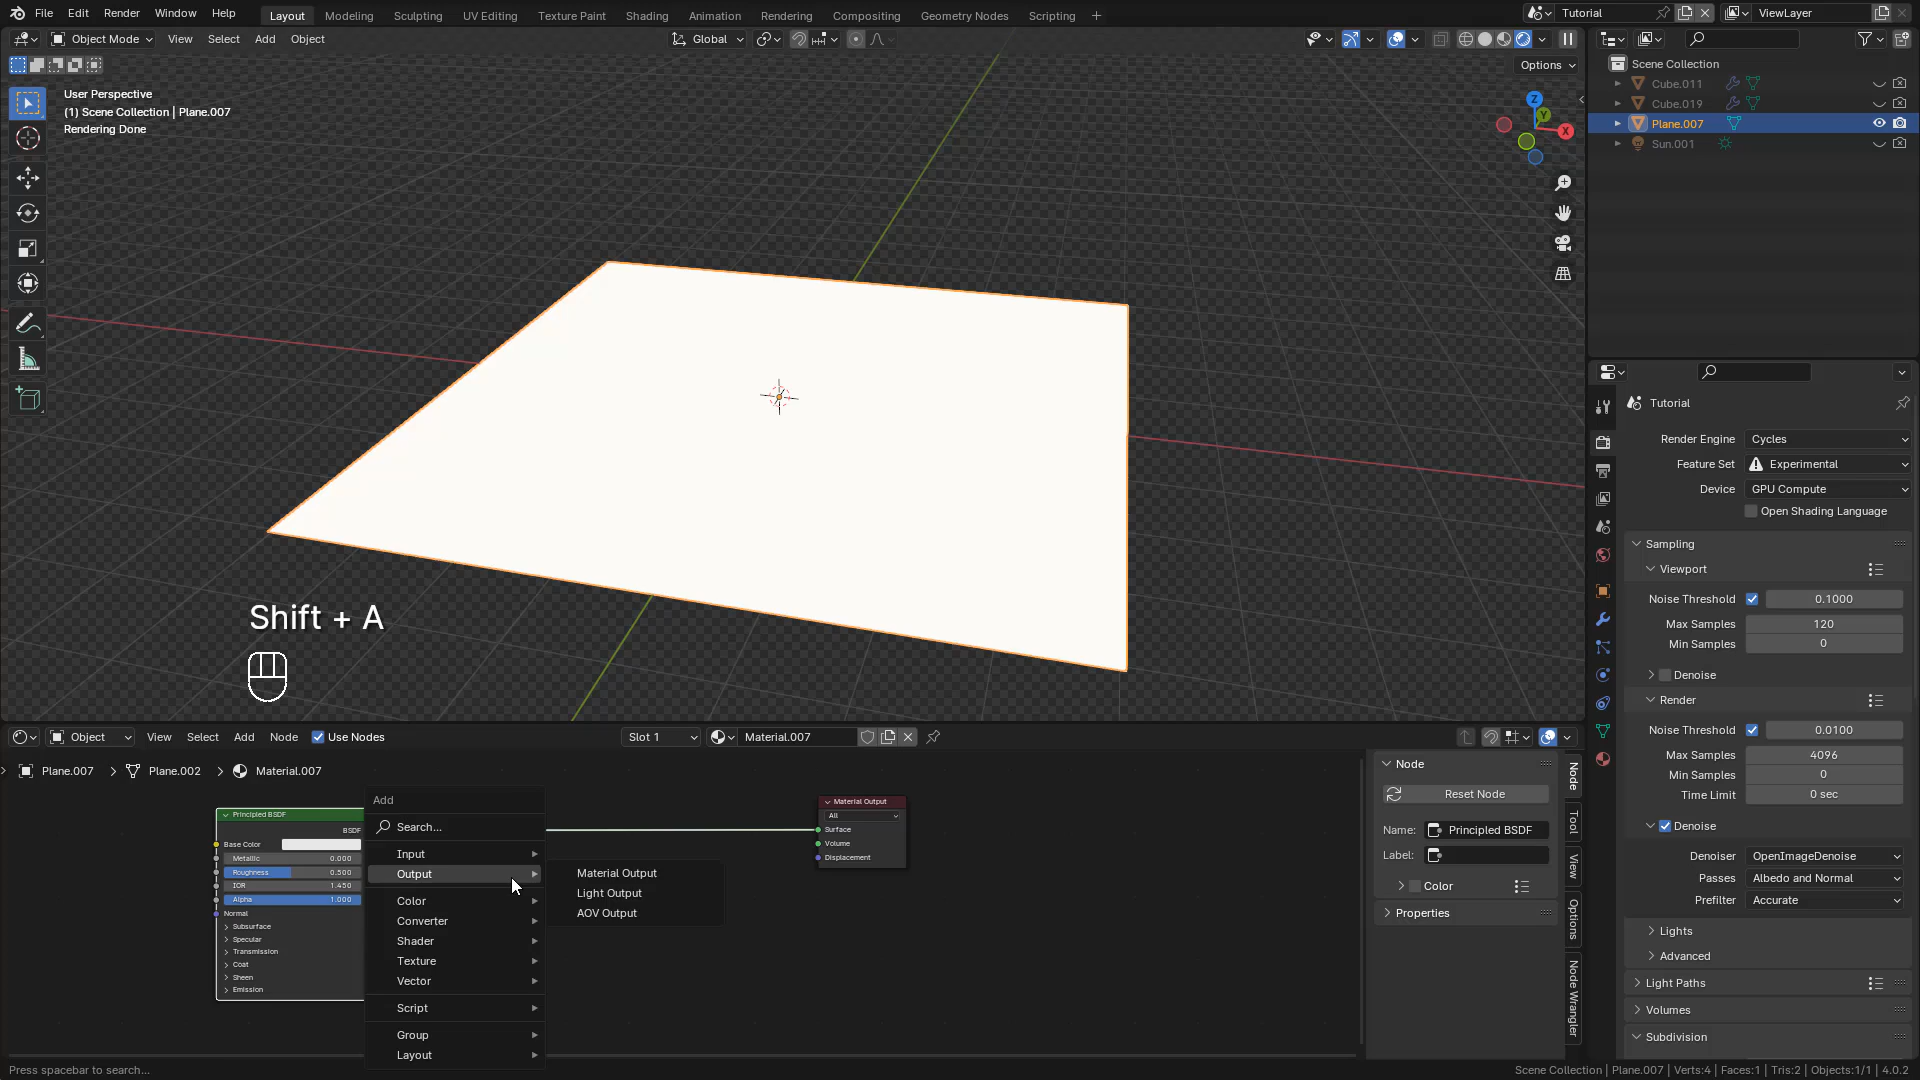 File Edit Render Window Help
Layout Modeling Sculpting UV Editing Texture Paint Shading Animation Rendering Compositing Geometry Nodes Scripting
Tutorial
ViewLayer
Object Mode View Select Add Object
Global
Options
User Perspective
(1) Scene Collection | Plane.007
Rendering Done
Z
Y
X
Shift + A
Scene Collection
Cube.011
Cube.019
Plane.007
Sun.001
Tutorial
Render Engine Cycles
Feature Set Experimental
Device GPU Compute
Open Shading Language
Sampling
Viewport
Noise Threshold 0.1000
Max Samples 120
Min Samples 0
Denoise
Render
Noise Threshold 0.0100
Max Samples 4096
Min Samples 0
Time Limit 0 sec
Denoise
Denoiser OpenImageDenoise
Passes Albedo and Normal
Prefilter Accurate
Lights
Advanced
Light Paths
Volumes
Subdivision
Object View Select Add Node Use Nodes
Slot 1
Material.007
Plane.007 Plane.002 Material.007
Principled BSDF
BSDF
Base Color
Metallic 0.000
Roughness 0.500
IOR 1.450
Alpha 1.000
Normal
Subsurface
Specular
Transmission
Coat
Sheen
Emission
Add
Search...
Input
Output
Color
Converter
Shader
Texture
Vector
Script
Group
Layout
Material Output
Light Output
AOV Output
Material Output
All
Surface
Volume
Displacement
Node
Reset Node
Name: Principled BSDF
Label:
Color
Properties
Node
Tool
View
Options
Node Wrangler
Press spacebar to search...
Scene Collection | Plane.007 | Verts:4 | Faces:1 | Tris:2 | Objects:1/1 | 4.0.2